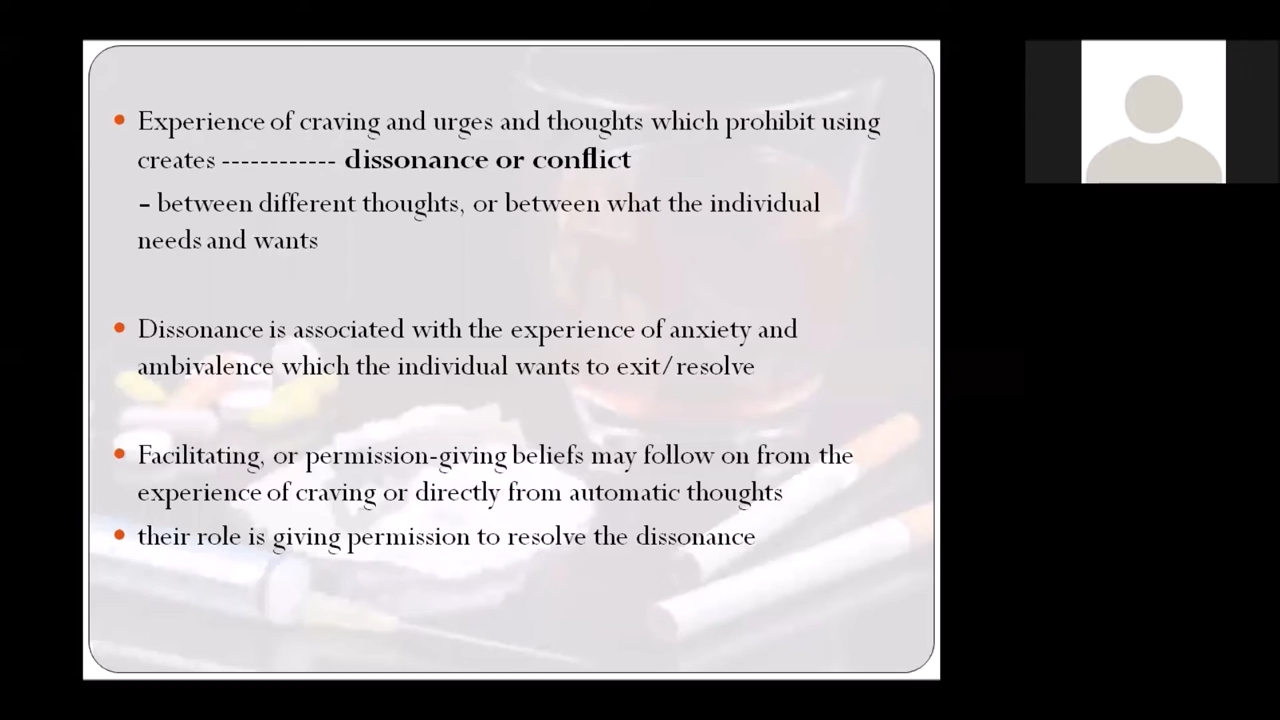 Experience of craving and urges and thoughts which prohibit using
creates ------------ dissonance or conflict
- between different thoughts, or between what the individual
needs and wants
Dissonance is associated with the experience of anxiety and
ambivalence which the individual wants to exit/resolve
Facilitating, or permission-giving beliefs may follow on from the
experience of craving or directly from automatic thoughts
their role is giving permission to resolve the dissonance